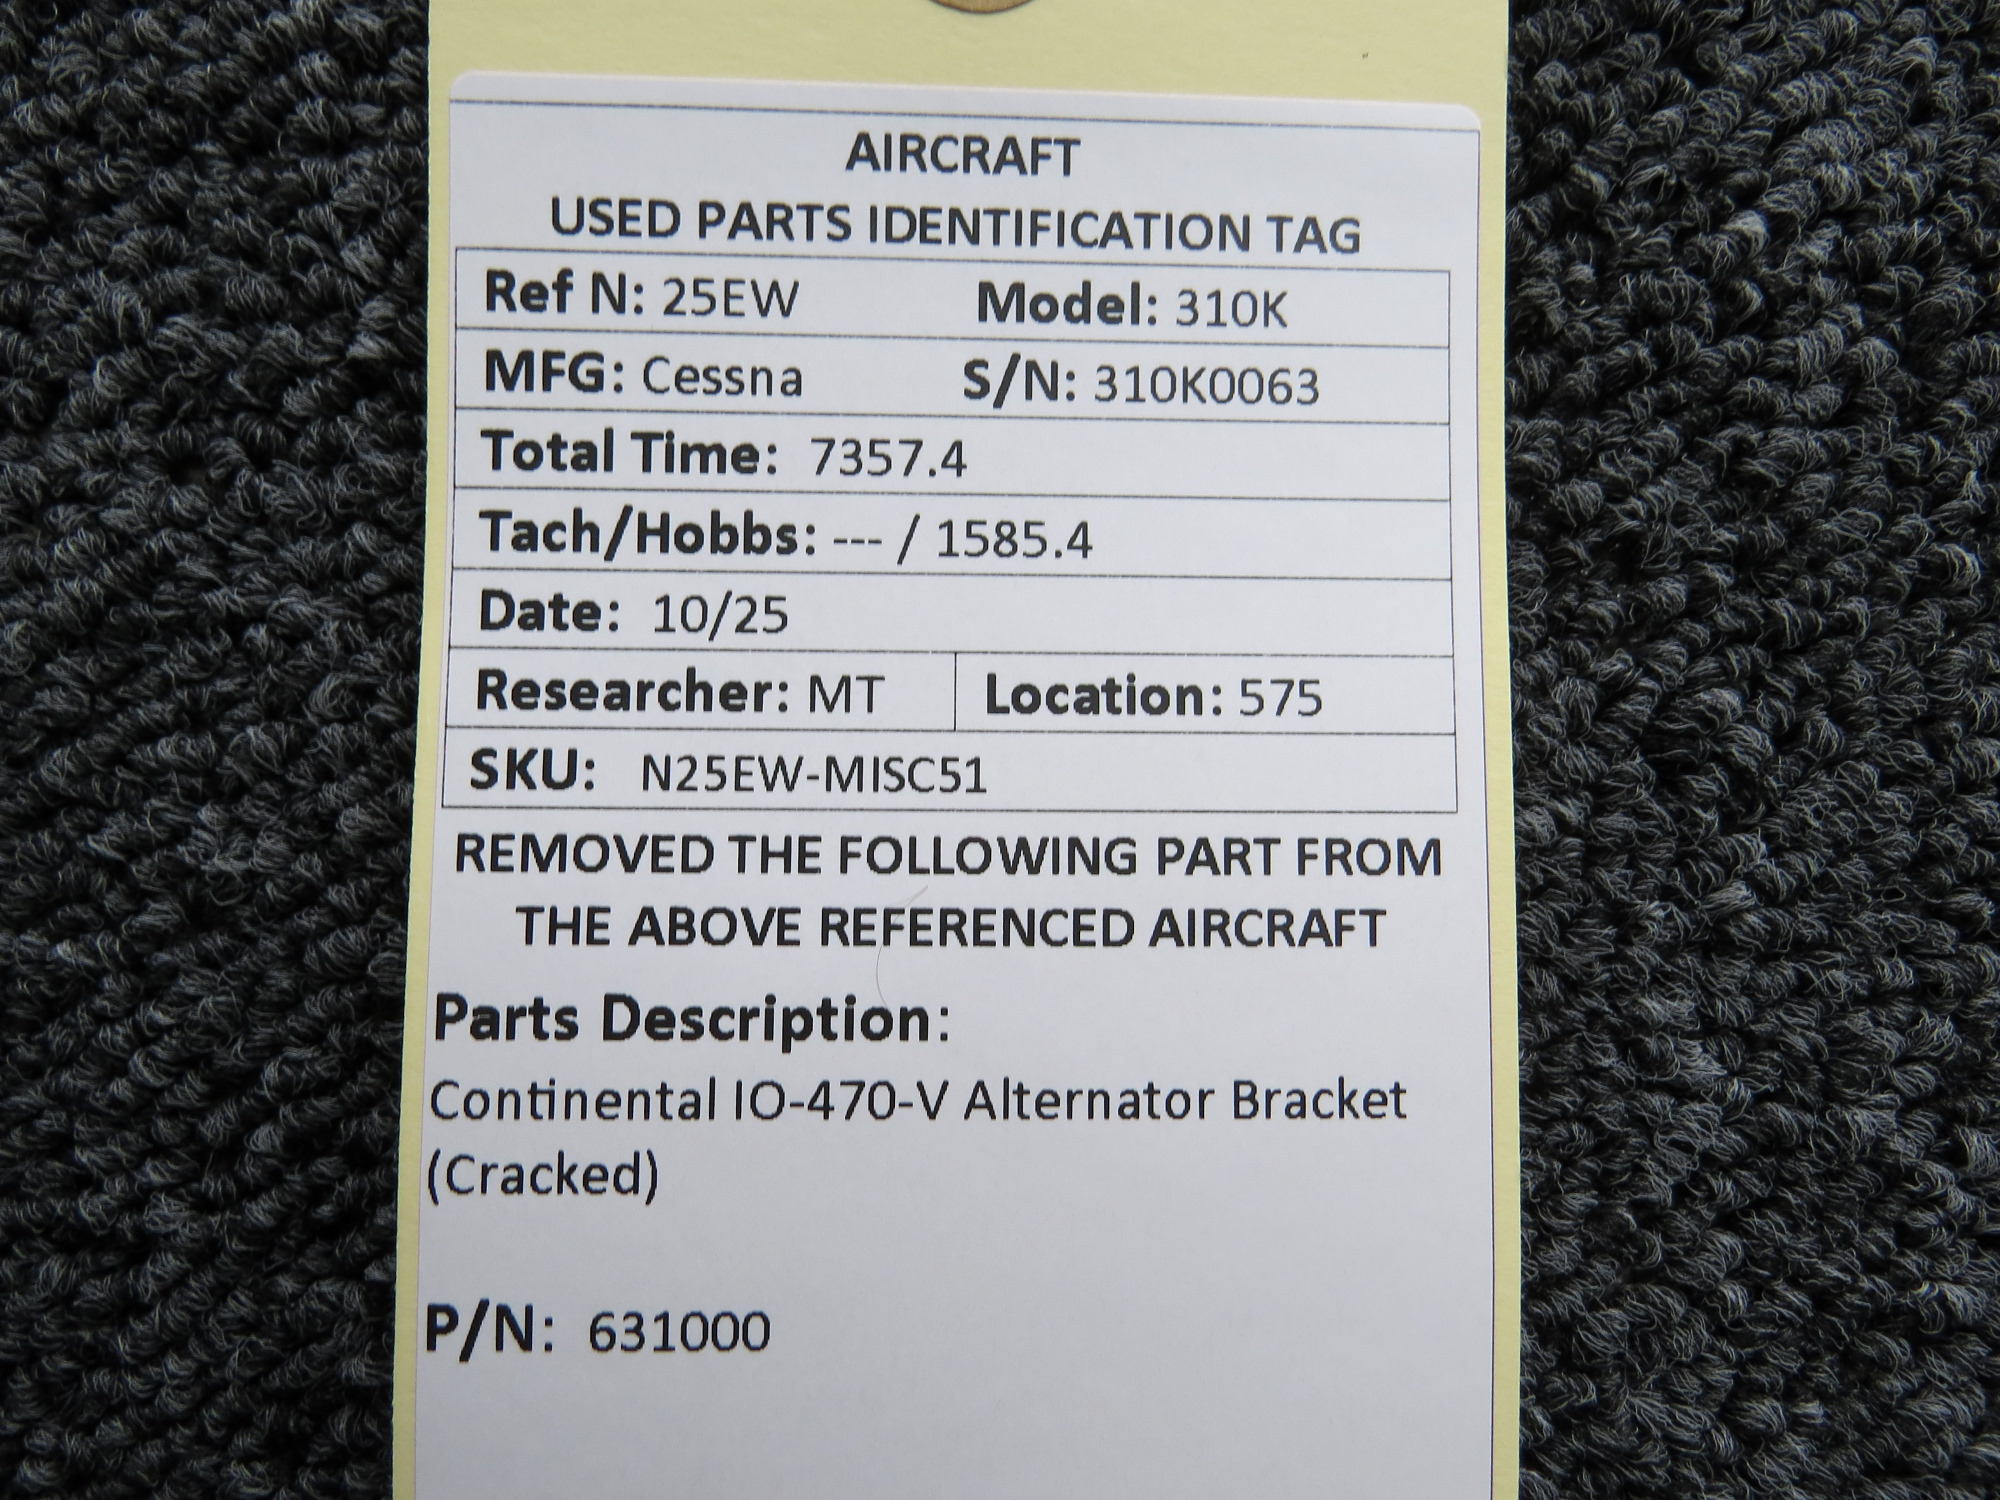 AIRCRAFT
USED PARTS IDENTIFICATION TAG
Ref N: 25EW Model: 310K
MFG: Cessna S/N: 310K0063
Total Time: 7357.4
Tach/Hobbs: --- / 1585.4
Date: 10/25
Researcher: MT Location: 575
SKU: N25EW-MISC51
REMOVED THE FOLLOWING PART FROM
THE ABOVE REFERENCED AIRCRAFT
Parts Description:
Continental IO-470-V Alternator Bracket
(Cracked)
P/N: 631000